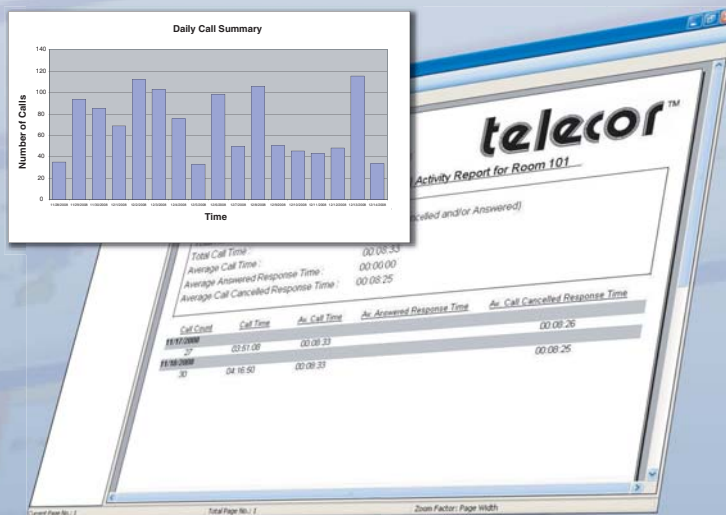 Daily Call Summary
Number of Calls
140
120
100
80
60
40
20
0
Time
telecor™
Activity Report for Room 101
ncelled and/or Answered)
Total Call Time :
Average Call Time : 00:08:33
Average Answered Response Time : 00:00:00
Average Call Cancelled Response Time : 00:08:25
Call Count Call Time Av. Call Time Av. Answered Response Time Av. Call Cancelled Response Time
11/17/2008
27 03:51:08 00:08:33 00:08:26
11/18/2008
30 04:16:50 00:08:33 00:08:25
Current Page No.: 1 Total Page No.: 1 Zoom Factor: Page Width